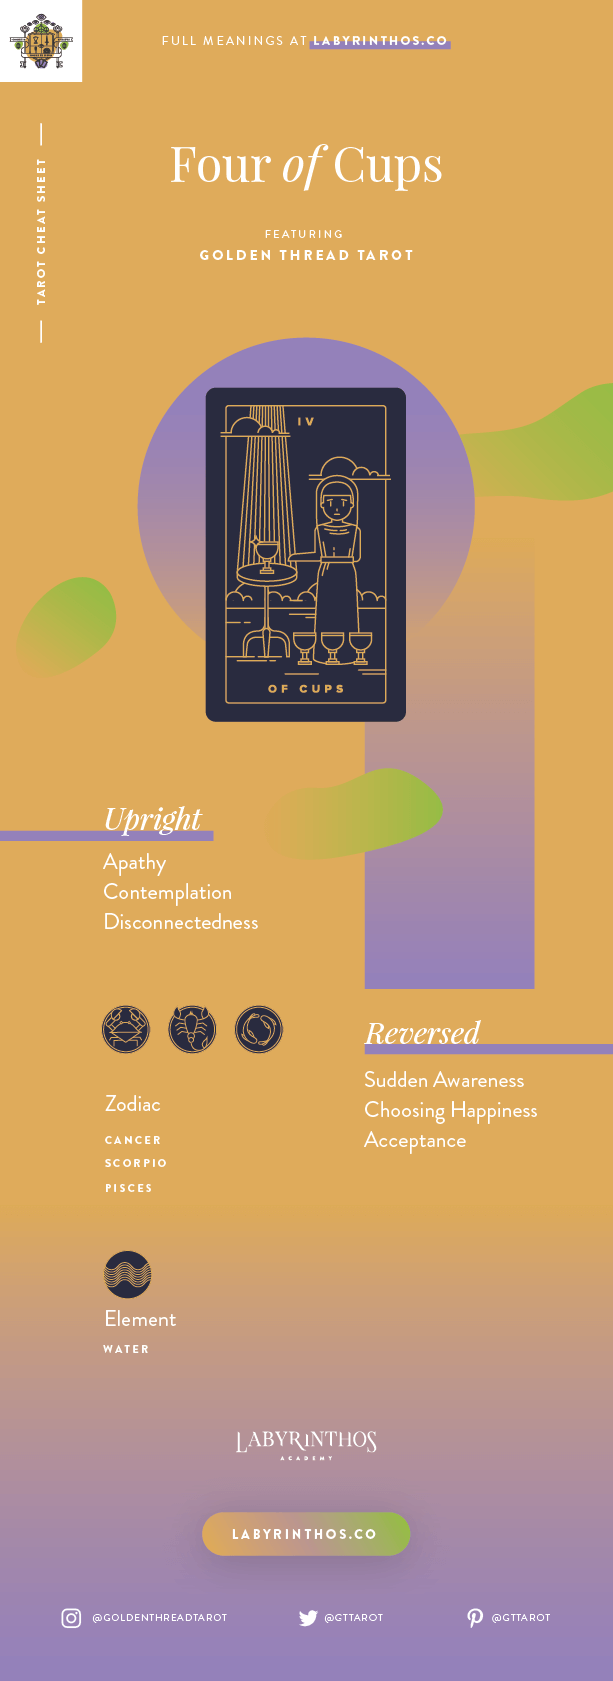 FULL MEANINGS AT LABYRINTHOS.CO
TAROT CHEAT SHEET
Four of Cups
FEATURING
GOLDEN THREAD TAROT
IV
OF CUPS
Upright
Apathy
Contemplation
Disconnectedness
Reversed
Sudden Awareness
Choosing Happiness
Acceptance
Zodiac
CANCER
SCORPIO
PISCES
Element
WATER
LABYRINTHOS
ACADEMY
LABYRINTHOS.CO
@GOLDENTHREADTAROT
@GTTAROT
@GTTAROT